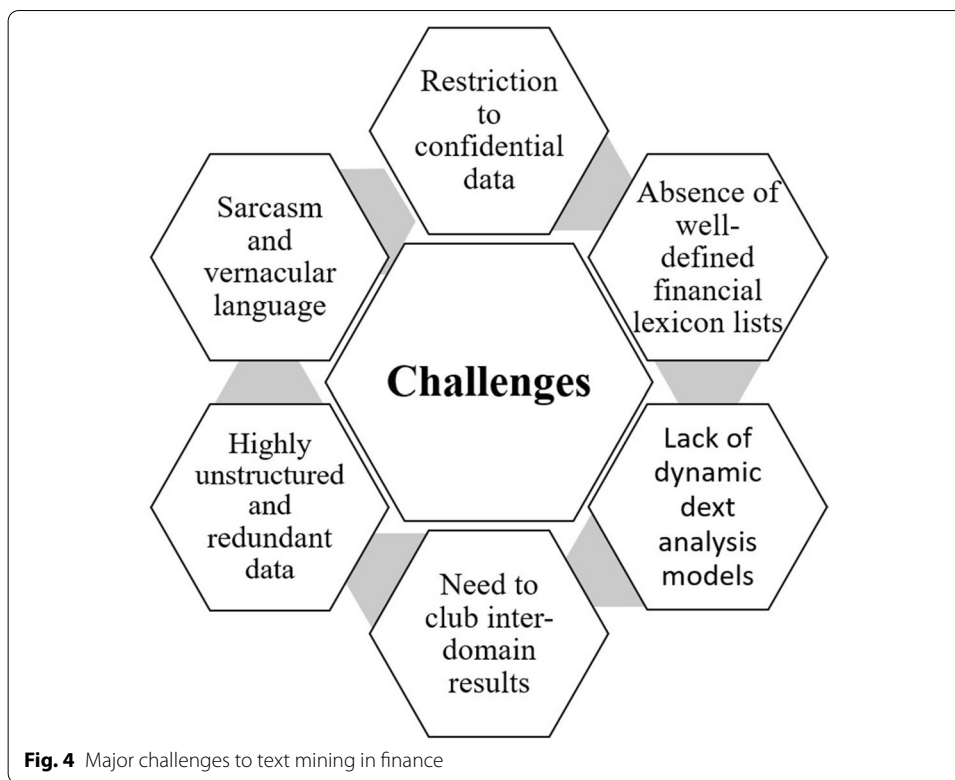 Restriction
to
confidential
data
Absence of
well-
defined
financial
lexicon lists
Lack of
dynamic
dext
analysis
models
Need to
club inter-
domain
results
Highly
unstructured
and
redundant
data
Sarcasm
and
vernacular
language
Challenges
Fig. 4 Major challenges to text mining in finance